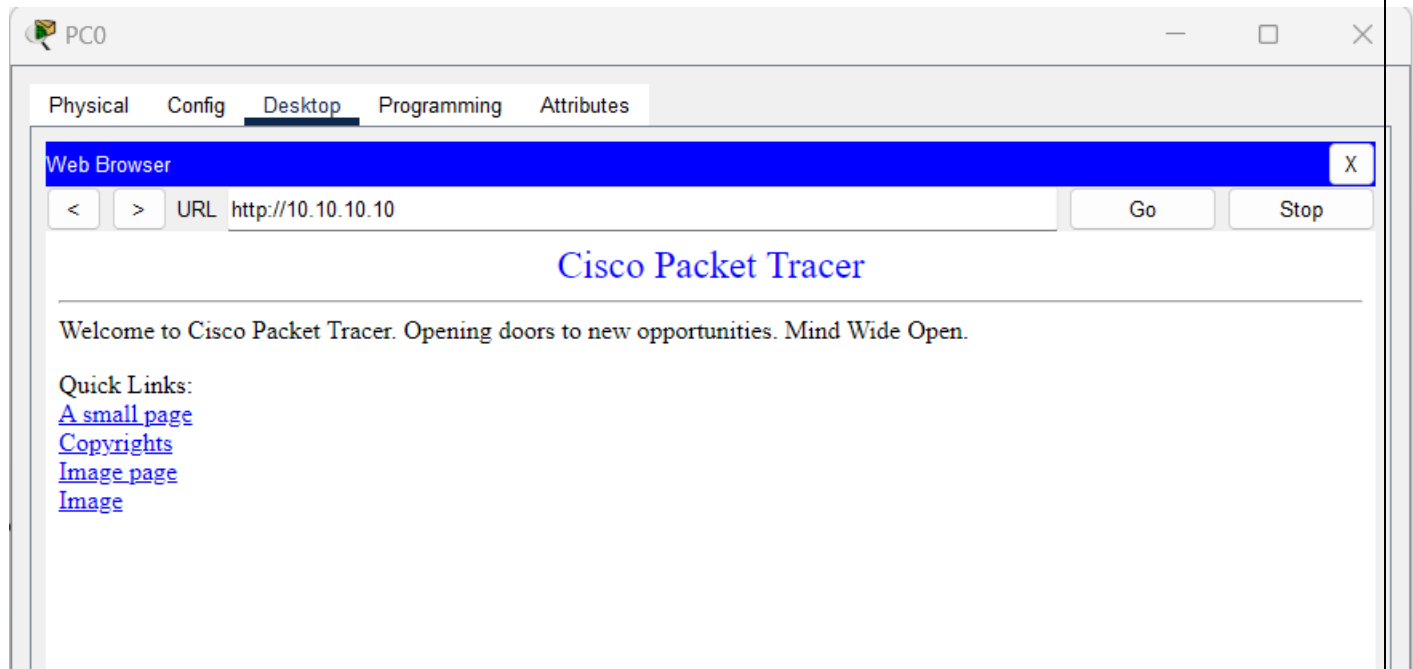 PC0
Physical Config Desktop Programming Attributes
Web Browser X
< > URL http://10.10.10.10 Go Stop
Cisco Packet Tracer
Welcome to Cisco Packet Tracer. Opening doors to new opportunities. Mind Wide Open.
Quick Links:
A small page
Copyrights
Image page
Image